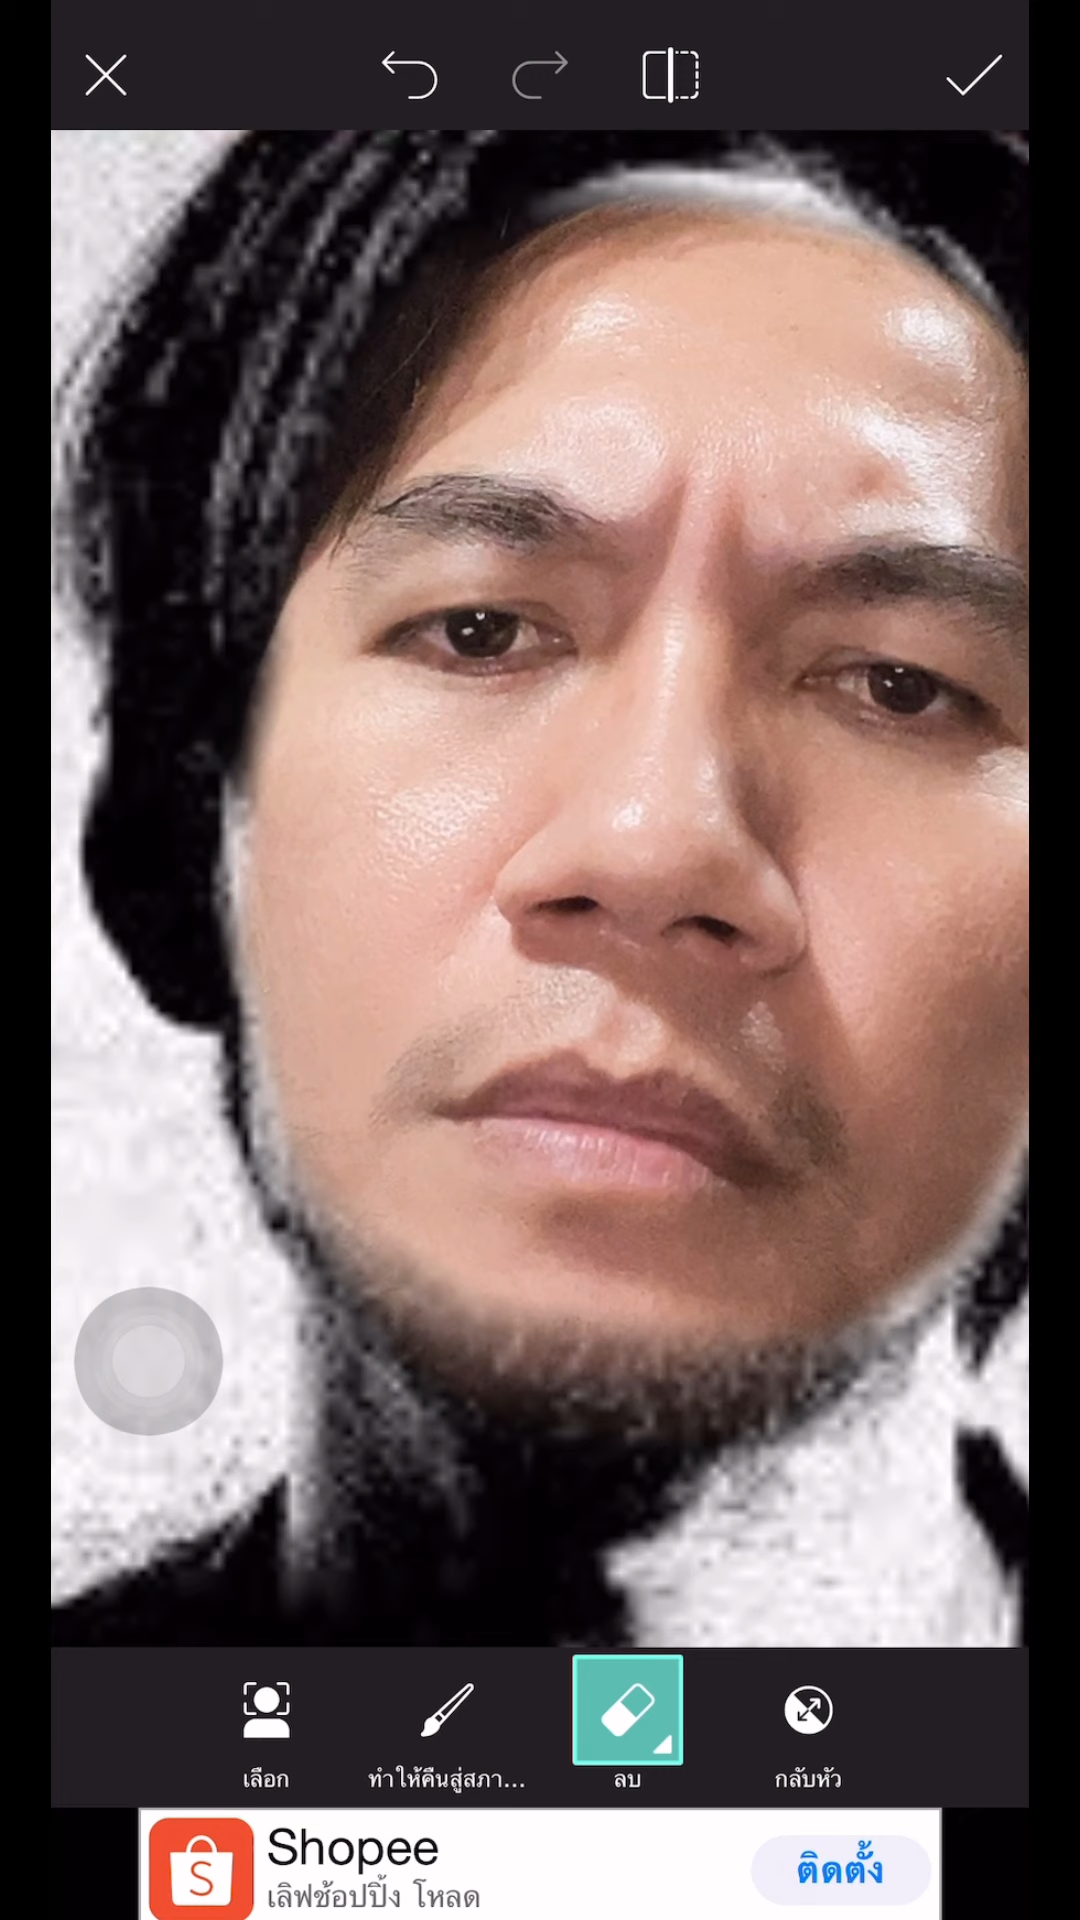 เลือก
ทำให้คืนสู่สภา...
ลบ
กลับหัว
Shopee
เลิฟช้อปปิ้ง โหลด
ติดตั้ง